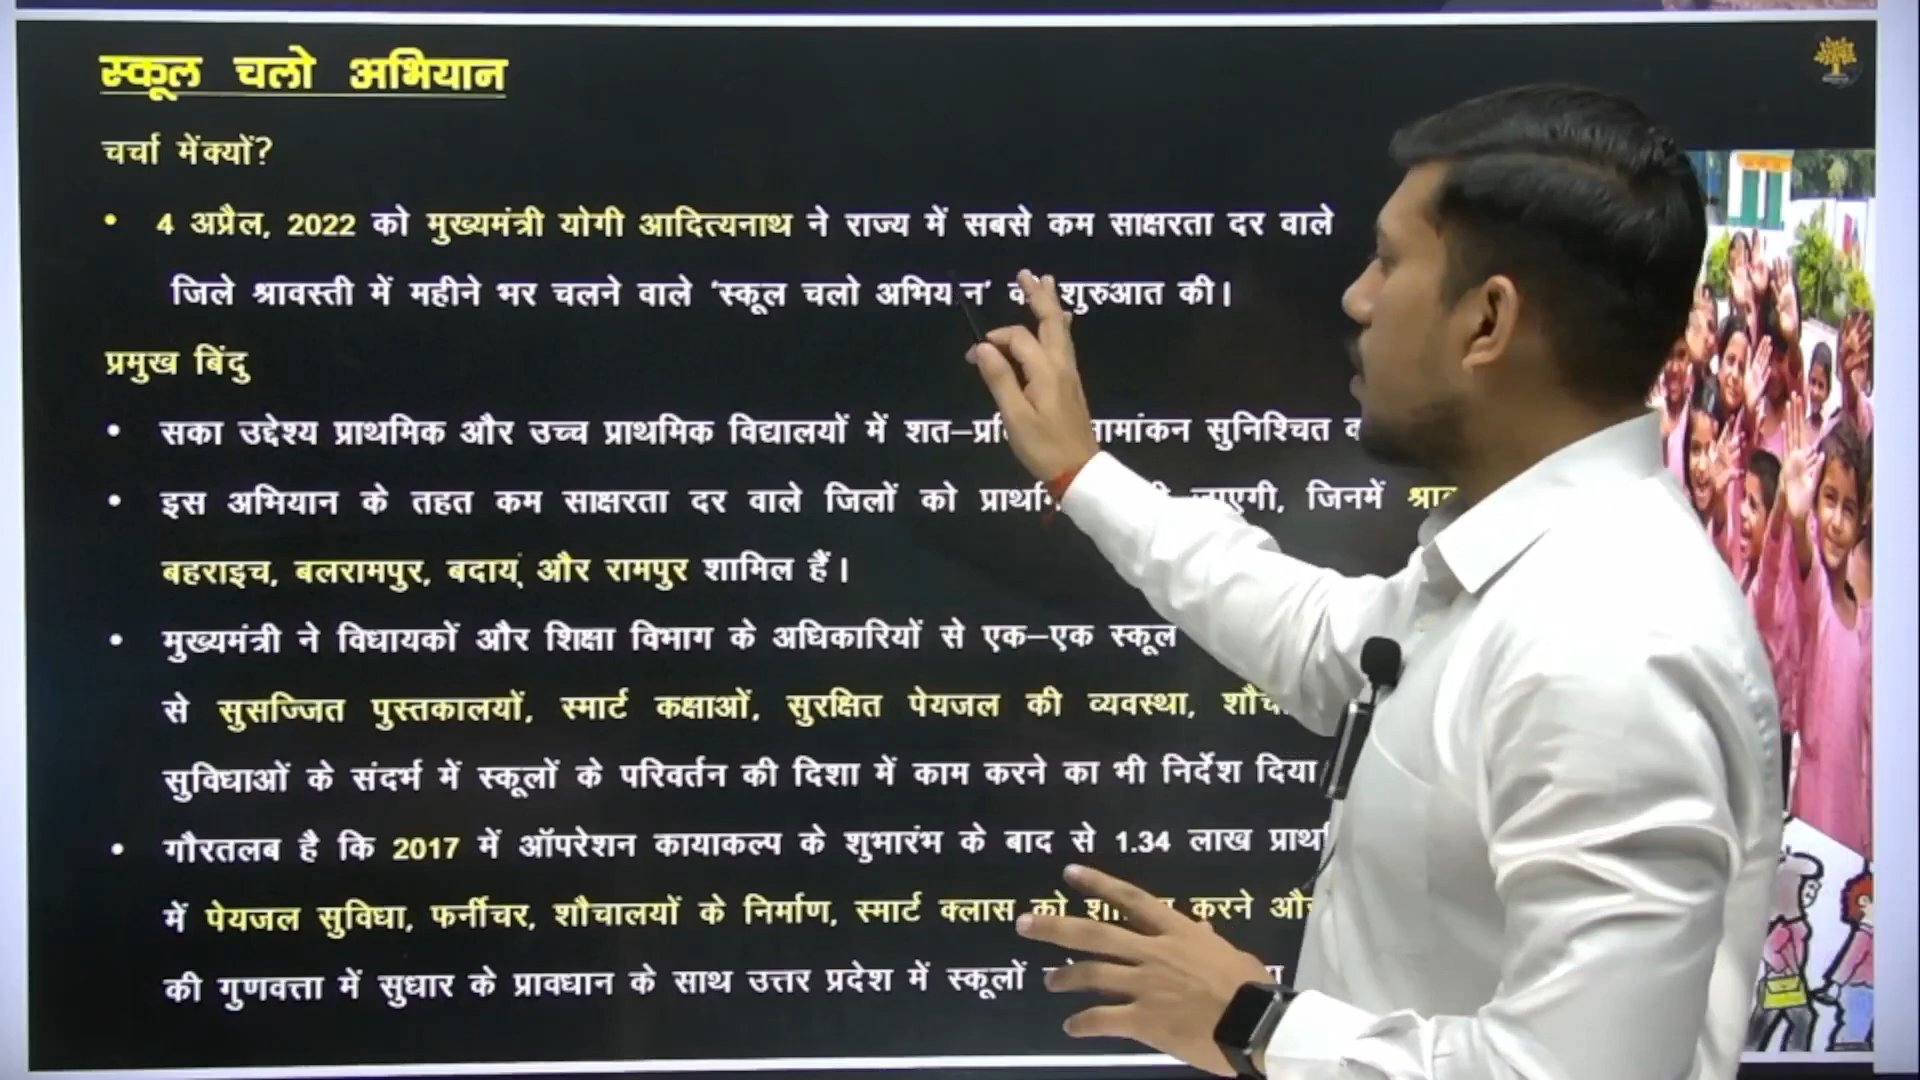 स्कूल चलो अभियान
चर्चा मेंक्यों?
• 4 अप्रैल, 2022 को मुख्यमंत्री योगी आदित्यनाथ ने राज्य में सबसे कम साक्षरता दर वाले
जिले श्रावस्ती में महीने भर चलने वाले 'स्कूल चलो अभियान' की शुरुआत की।
प्रमुख बिंदु
• सका उद्देश्य प्राथमिक और उच्च प्राथमिक विद्यालयों में शत–प्रति नामांकन सुनिश्चित
• इस अभियान के तहत कम साक्षरता दर वाले जिलों को जाएगी, जिनमें
बहराइच, बलरामपुर, बदायूं और रामपुर शामिल हैं।
• मुख्यमंत्री ने विधायकों और शिक्षा विभाग के अधिकारियों से एक–एक स्कूल
से सुसज्जित पुस्तकालयों, स्मार्ट कक्षाओं, सुरक्षित पेयजल की व्यवस्था,
सुविधाओं के संदर्भ में स्कूलों के परिवर्तन की दिशा में काम करने का भी निर्देश दिया
• गौरतलब है कि 2017 में ऑपरेशन कायाकल्प के शुभारंभ के बाद से 1.34 लाख
में पेयजल सुविधा, फर्नीचर, शौचालयों के निर्माण, स्मार्ट क्लास को करने और
की गुणवत्ता में सुधार के प्रावधान के साथ उत्तर प्रदेश में स्कूलों